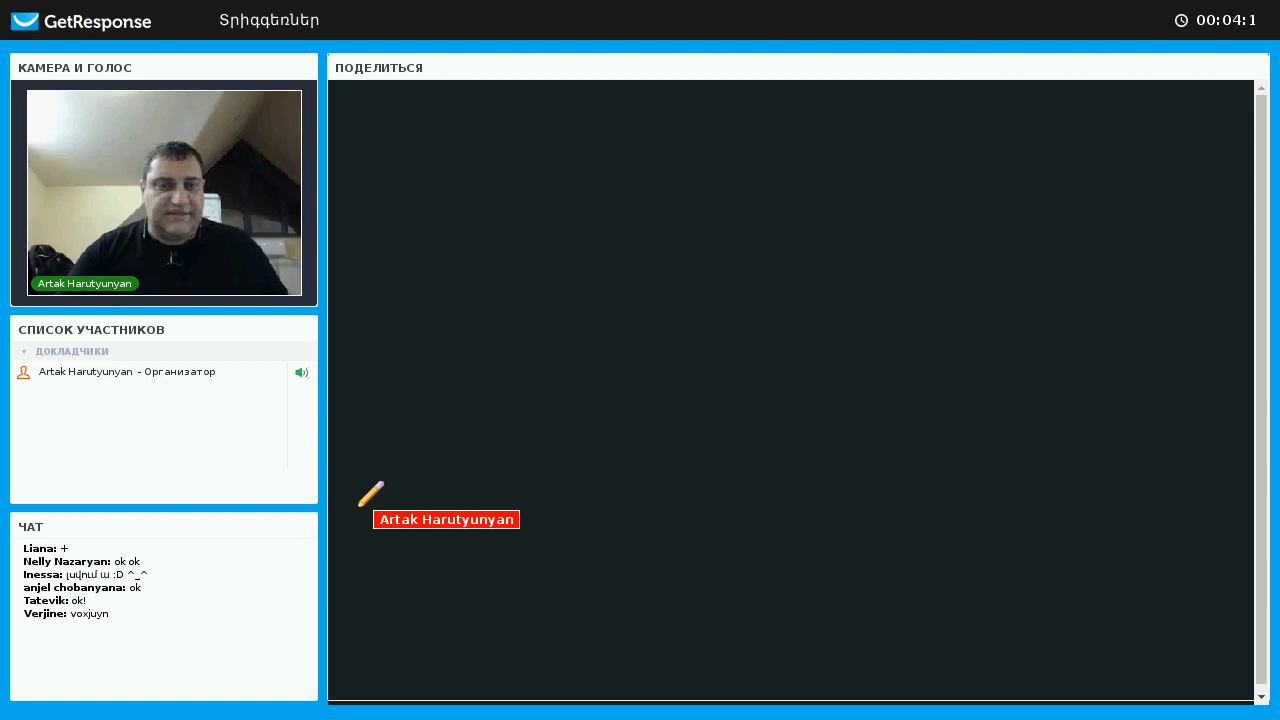 GetResponse
Տրիգգեռներ
00:04:1
КАМЕРА И ГОЛОС
Artak Harutyunyan
СПИСОК УЧАСТНИКОВ
ДОКЛАДЧИКИ
Artak Harutyunyan - Организатор
ЧАТ
Liana: +
Nelly Nazaryan: ok ok
Inessa: լսվում ա :D ^_^
anjel chobanyana: ok
Tatevik: ok!
Verjine: voxjuyn
ПОДЕЛИТЬСЯ
Artak Harutyunyan